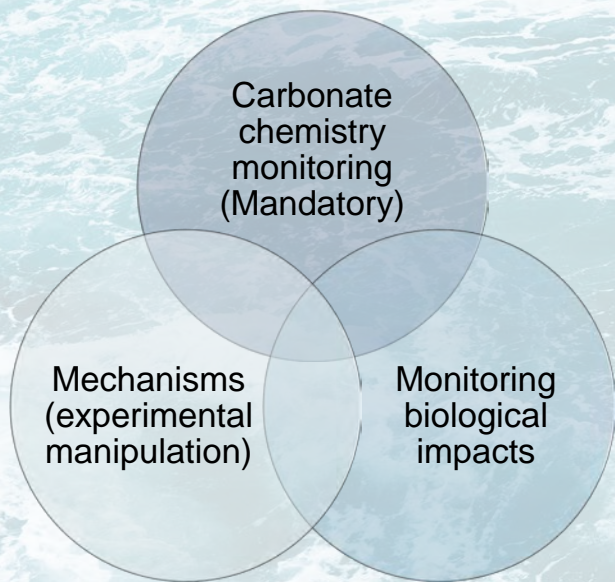 Carbonate
chemistry
monitoring
(Mandatory)
Mechanisms
(experimental
manipulation)
Monitoring
biological
impacts